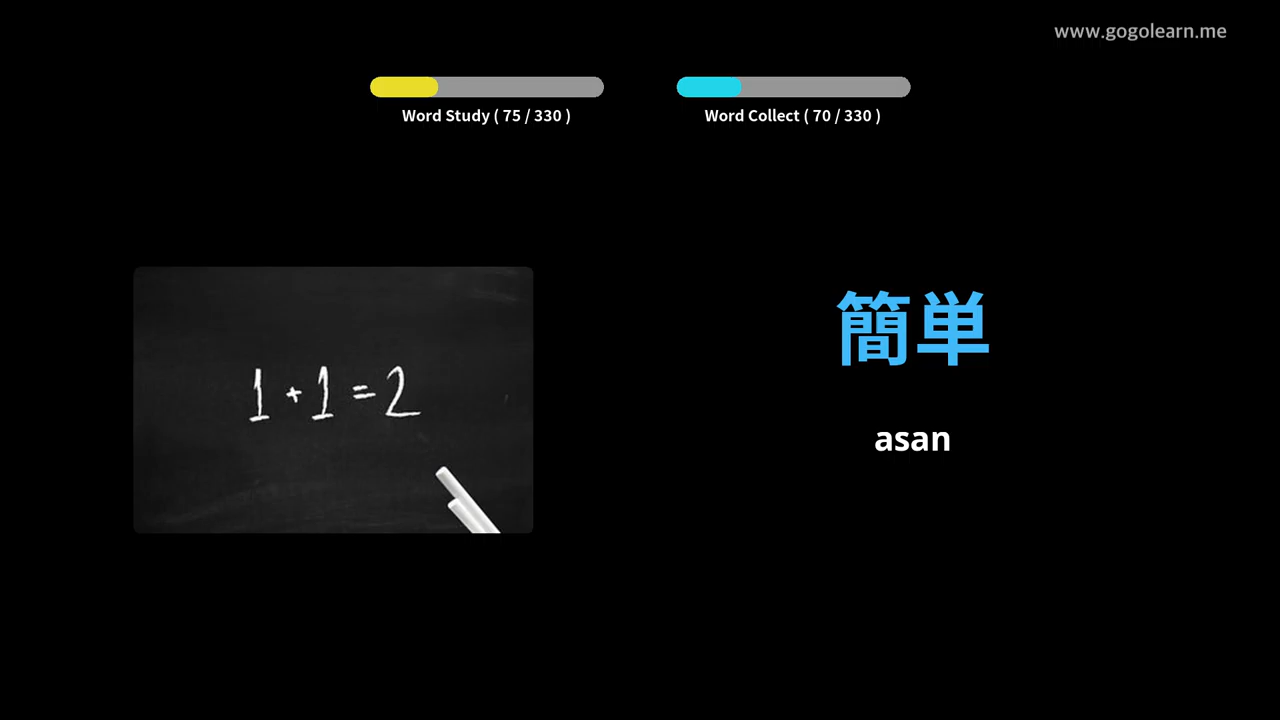 www.gogolearn.me
Word Study ( 75 / 330 )
Word Collect ( 70 / 330 )
1 + 1 = 2
簡単
asan